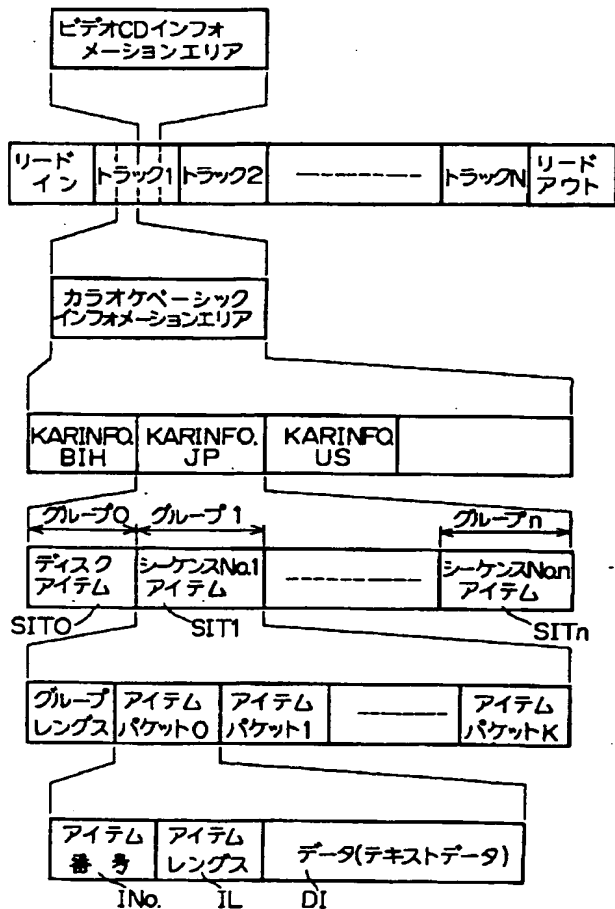 ビデオCDインフォ
メーションエリア
リード
イン
トラック1
トラック2
トラックN
リード
アウト
カラオケベーシック
インフォメーションエリア
KARINFO.
BIH
KARINFO.
JP
KARINFO.
US
グループ0
グループ1
グループn
ディスク
アイテム
シーケンスNo.1
アイテム
シーケンスNo.n
アイテム
SIT0
SIT1
SITn
グループ
レングス
アイテム
パケット0
アイテム
パケット1
アイテム
パケットK
アイテム
番号
アイテム
レングス
データ(テキストデータ)
INo.
IL
DI